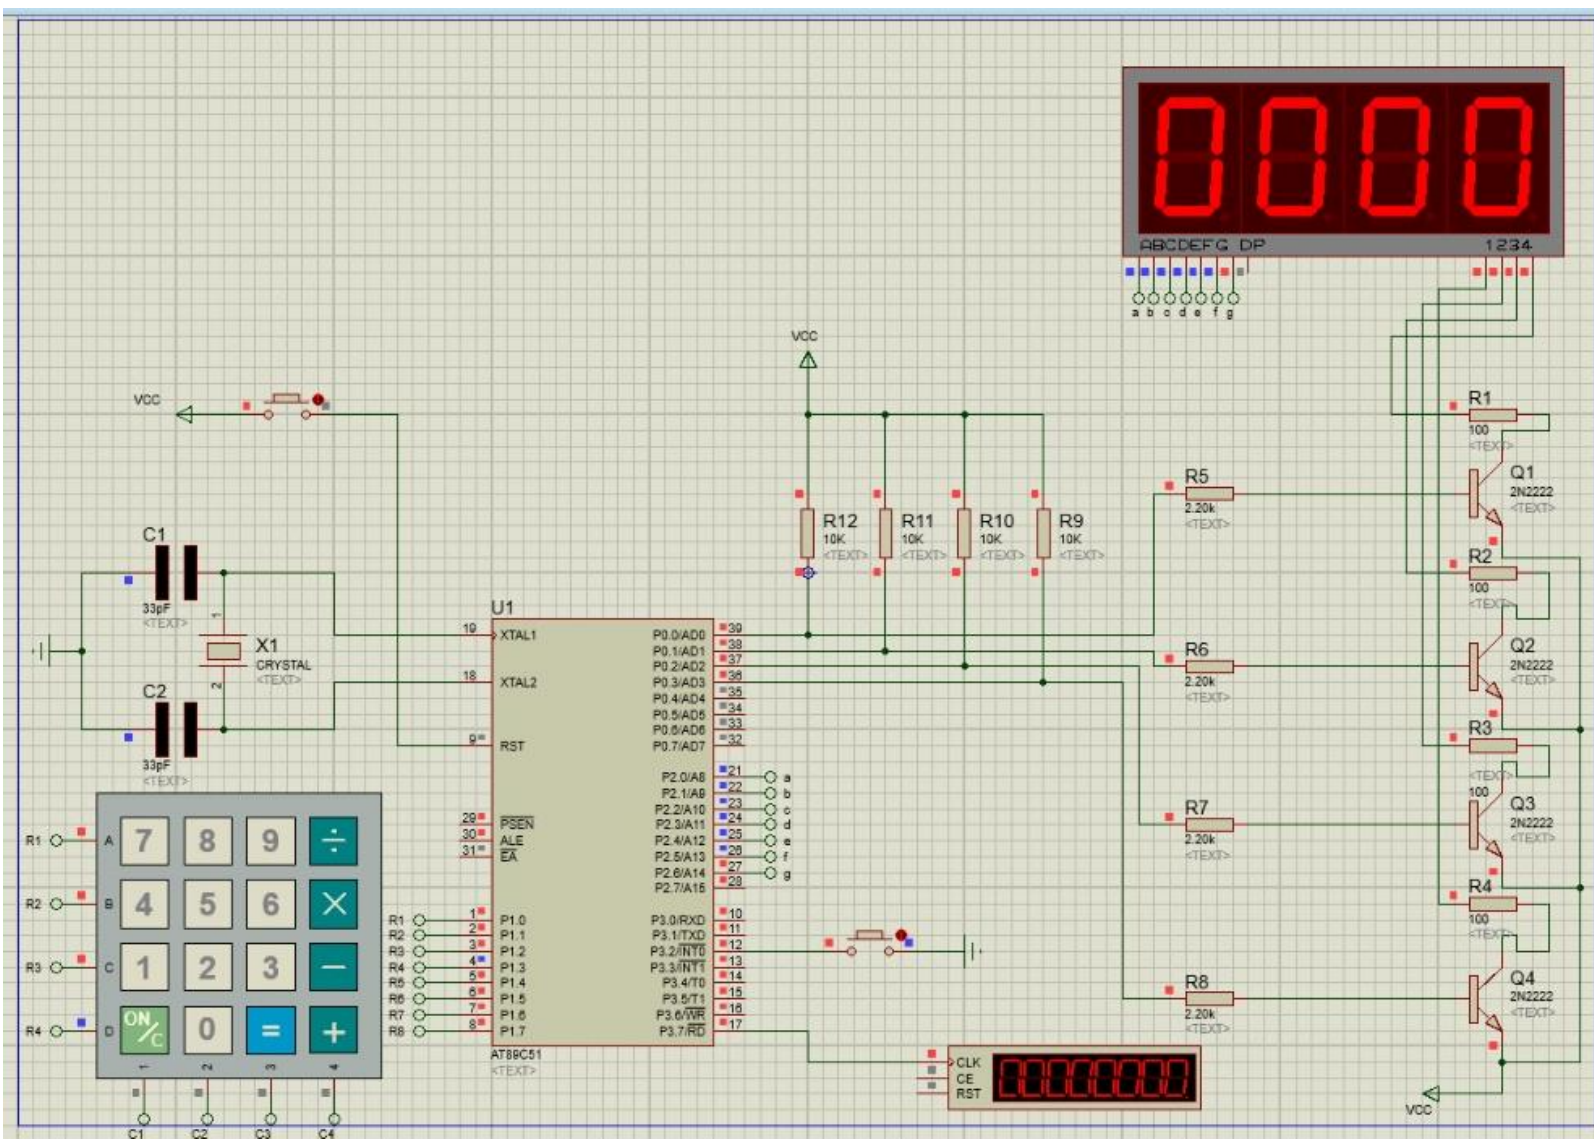 ABCDEFG DP
1234
a b c d e f g
VCC
VCC
R1
100
<TEXT>
Q1
2N2222
<TEXT>
R5
2.20k
<TEXT>
R12
10K
<TEXT>
R11
10K
<TEXT>
R10
10K
<TEXT>
R9
10K
<TEXT>
C1
33pF
<TEXT>
R2
100
<TEXT>
U1
X1
CRYSTAL
<TEXT>
1
2
C2
33pF
<TEXT>
19 XTAL1
18 XTAL2
9 RST
29 PSEN
30 ALE
31 EA
R1 1 P1.0
R2 2 P1.1
R3 3 P1.2
R4 4 P1.3
R5 5 P1.4
R6 6 P1.5
R7 7 P1.6
R8 8 P1.7
P0.0/AD0 39
P0.1/AD1 38
P0.2/AD2 37
P0.3/AD3 36
P0.4/AD4 35
P0.5/AD5 34
P0.6/AD6 33
P0.7/AD7 32
P2.0/A8 21 a
P2.1/A9 22 b
P2.2/A10 23 c
P2.3/A11 24 d
P2.4/A12 25 e
P2.5/A13 26 f
P2.6/A14 27 g
P2.7/A15 28
P3.0/RXD 10
P3.1/TXD 11
P3.2/INT0 12
P3.3/INT1 13
P3.4/T0 14
P3.5/T1 15
P3.6/WR 16
P3.7/RD 17
AT89C51
<TEXT>
R6
2.20k
<TEXT>
Q2
2N2222
<TEXT>
R3
<TEXT>
100
R7
2.20k
<TEXT>
Q3
2N2222
<TEXT>
R4
100
<TEXT>
R8
2.20k
<TEXT>
Q4
2N2222
<TEXT>
R1 A 7 8 9 ÷
R2 B 4 5 6 ×
R3 C 1 2 3 −
R4 D ON/C 0 = +
1 2 3 4
C1 C2 C3 C4
CLK
CE
RST
00000000
VCC
0000